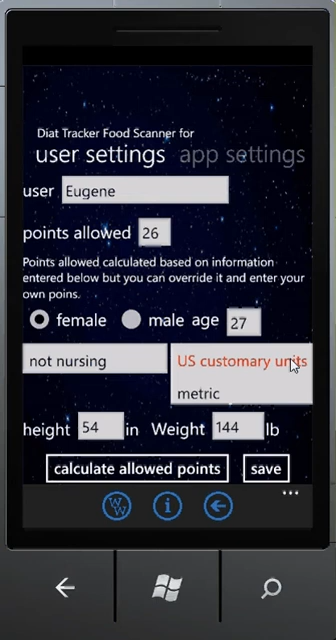 Diat Tracker Food Scanner for
user settings app settings
user Eugene
points allowed 26
Points allowed calculated based on information
entered below but you can override it and enter your
own poins.
female male age 27
not nursing US customary units
metric
height 54 in Weight 144 lb
calculate allowed points save
W W i